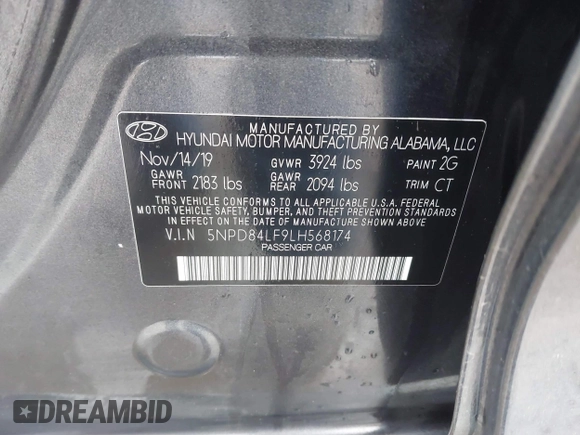 MANUFACTURED BY
HYUNDAI MOTOR MANUFACTURING ALABAMA, LLC
Nov/14/19 GVWR 3924 lbs PAINT 2G
GAWR FRONT 2183 lbs GAWR REAR 2094 lbs TRIM CT
THIS VEHICLE CONFORMS TO ALL APPLICABLE U.S.A. FEDERAL
MOTOR VEHICLE SAFETY, BUMPER, AND THEFT PREVENTION STANDARDS
IN EFFECT ON THE DATE OF MANUFACTURE SHOWN ABOVE.
V.I.N 5NPD84LF9LH568174
PASSENGER CAR
DREAMBID